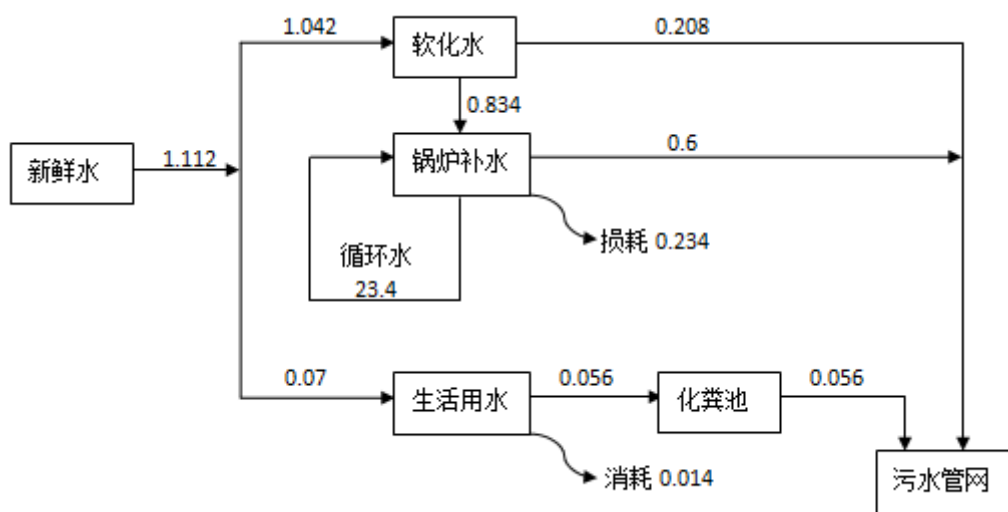 1.042
软化水
0.208
0.834
新鲜水
1.112
锅炉补水
0.6
损耗 0.234
循环水
23.4
0.07
生活用水
0.056
化粪池
0.056
消耗 0.014
污水管网